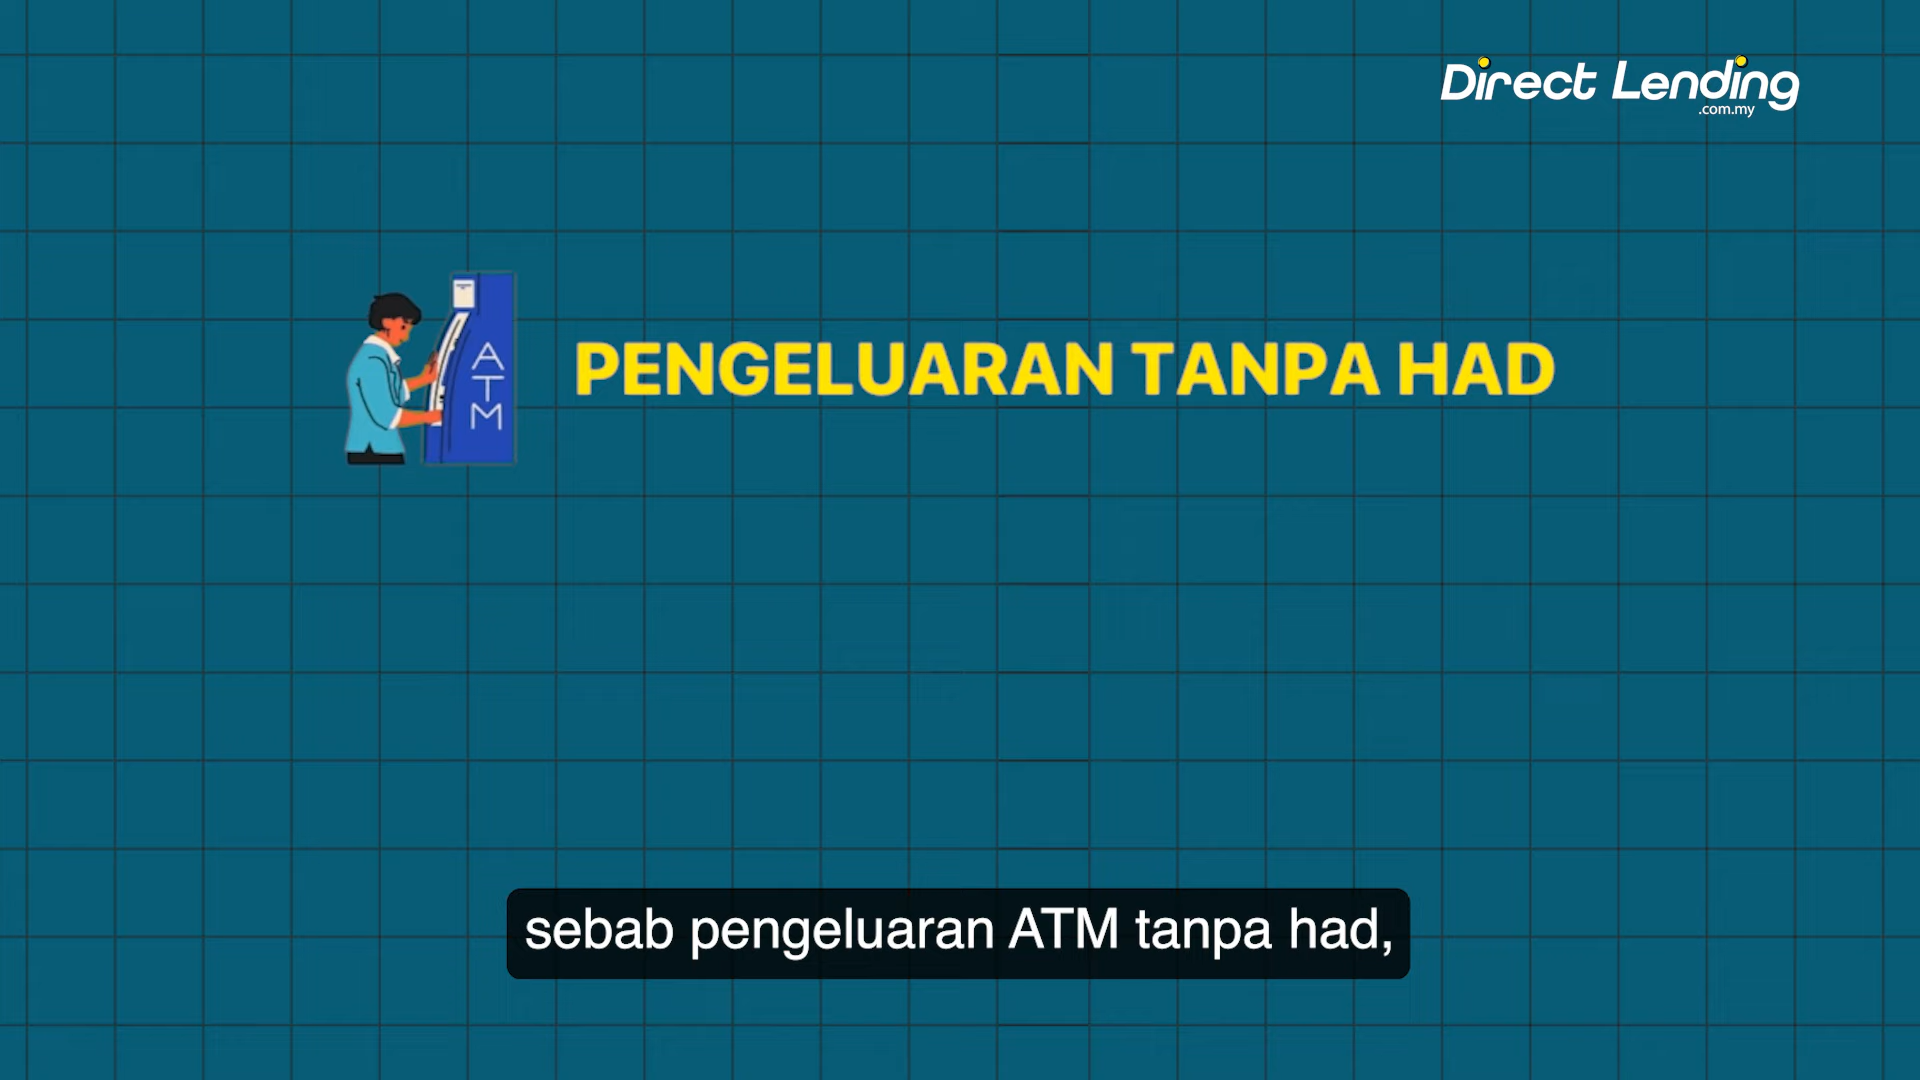 Direct Lending
.com.my
ATM
PENGELUARAN TANPA HAD
sebab pengeluaran ATM tanpa had,